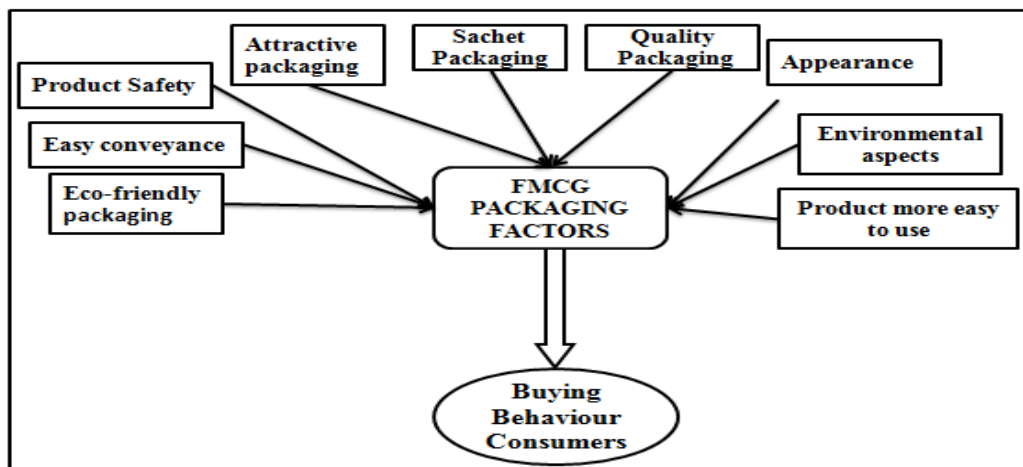 Attractive
packaging
Sachet
Packaging
Quality
Packaging
Appearance
Product Safety
Easy conveyance
Eco-friendly
packaging
Environmental
aspects
Product more easy
to use
FMCG
PACKAGING
FACTORS
Buying
Behaviour
Consumers